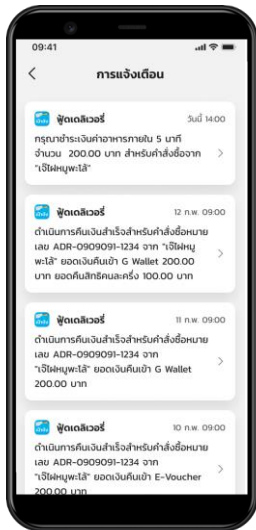 09:41
การแจ้งเตือน
ฟู้ดเดลิเวอรี่ วันนี้ 14:00
กรุณาชำระเงินค่าอาหารภายใน 5 นาที
จำนวน 200.00 บาท สำหรับคำสั่งซื้อจาก
"เจ๊ไฝหมูพะโล้"
ฟู้ดเดลิเวอรี่ 12 ก.พ. 09:00
ดำเนินการคืนเงินสำเร็จสำหรับคำสั่งซื้อหมาย
เลข ADR-0909091-1234 จาก "เจ๊ไฝหมู
พะโล้" ยอดเงินคืนเข้า G Wallet 200.00
บาท ยอดคืนสิทธิคนละครึ่ง 100.00 บาท
ฟู้ดเดลิเวอรี่ 11 ก.พ. 09:00
ดำเนินการคืนเงินสำเร็จสำหรับคำสั่งซื้อหมาย
เลข ADR-0909091-1234 จาก
"เจ๊ไฝหมูพะโล้" ยอดเงินคืนเข้า G Wallet
200.00 บาท
ฟู้ดเดลิเวอรี่ 10 ก.พ. 09:00
ดำเนินการคืนเงินสำเร็จสำหรับคำสั่งซื้อหมาย
เลข ADR-0909091-1234 จาก
"เจ๊ไฝหมูพะโล้" ยอดเงินคืนเข้า E-Voucher
200.00 บาท